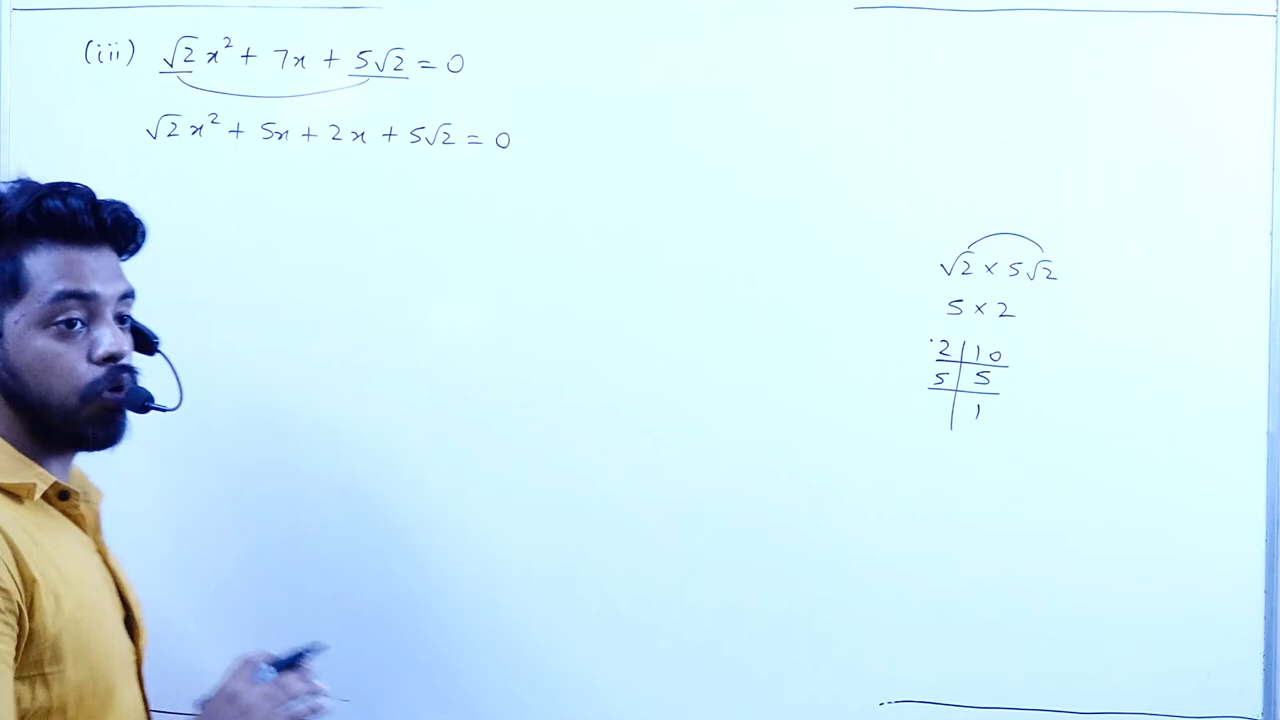 (iii) √2 x² + 7x + 5√2 = 0
√2 x² + 5x + 2x + 5√2 = 0
√2 × 5√2
5 × 2
2 | 10
5 | 5
| 1